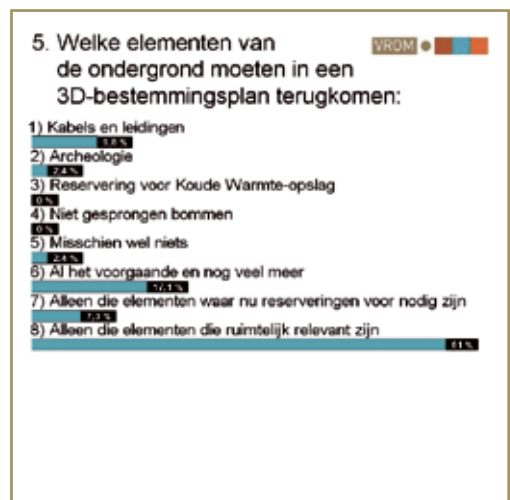 5. Welke elementen van
de ondergrond moeten in een
3D-bestemmingsplan terugkomen:
VROM
1) Kabels en leidingen
9,8 %
2) Archeologie
2,4 %
3) Reservering voor Koude Warmte-opslag
0 %
4) Niet gesprongen bommen
0 %
5) Misschien wel niets
2,4 %
6) Al het voorgaande en nog veel meer
17,1 %
7) Alleen die elementen waar nu reserveringen voor nodig zijn
7,3 %
8) Alleen die elementen die ruimtelijk relevant zijn
61 %